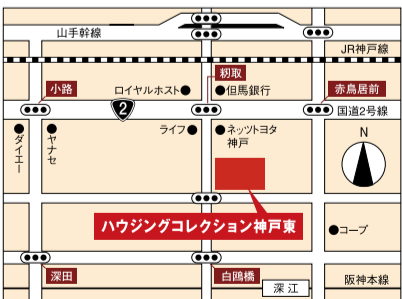 山手幹線
JR神戸線
小路
ロイヤルホスト
籾取
但馬銀行
赤鳥居前
2
国道2号線
ダイエー
ヤナセ
ライフ
ネッツトヨタ
神戸
N
ハウジングコレクション神戸東
コープ
深田
白鴎橋
深江
阪神本線